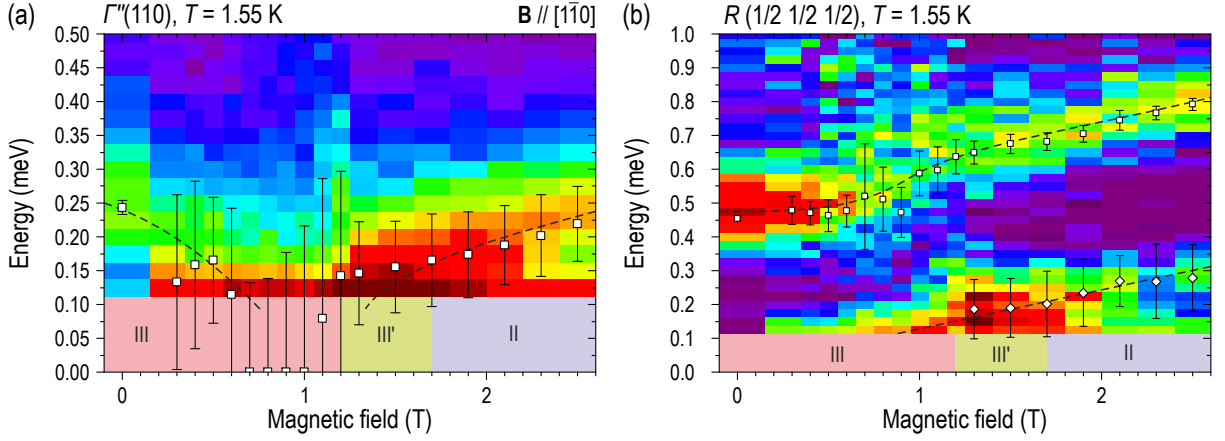 (a) Γ″(110), T = 1.55 K B // [11̄0]
Energy (meV)
0.50
0.45
0.40
0.35
0.30
0.25
0.20
0.15
0.10
0.05
0.00
III III′ II
0 1 2
Magnetic field (T)
(b) R (1/2 1/2 1/2), T = 1.55 K
Energy (meV)
1.0
0.9
0.8
0.7
0.6
0.5
0.4
0.3
0.2
0.1
0.0
III III′ II
0 1 2
Magnetic field (T)